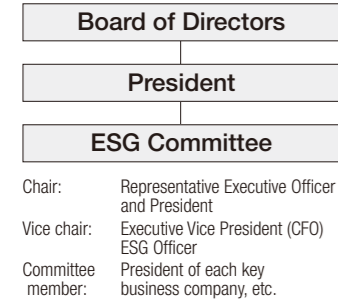 Board of Directors
President
ESG Committee
Chair: Representative Executive Officer
and President
Vice chair: Executive Vice President (CFO)
ESG Officer
Committee President of each key
member: business company, etc.